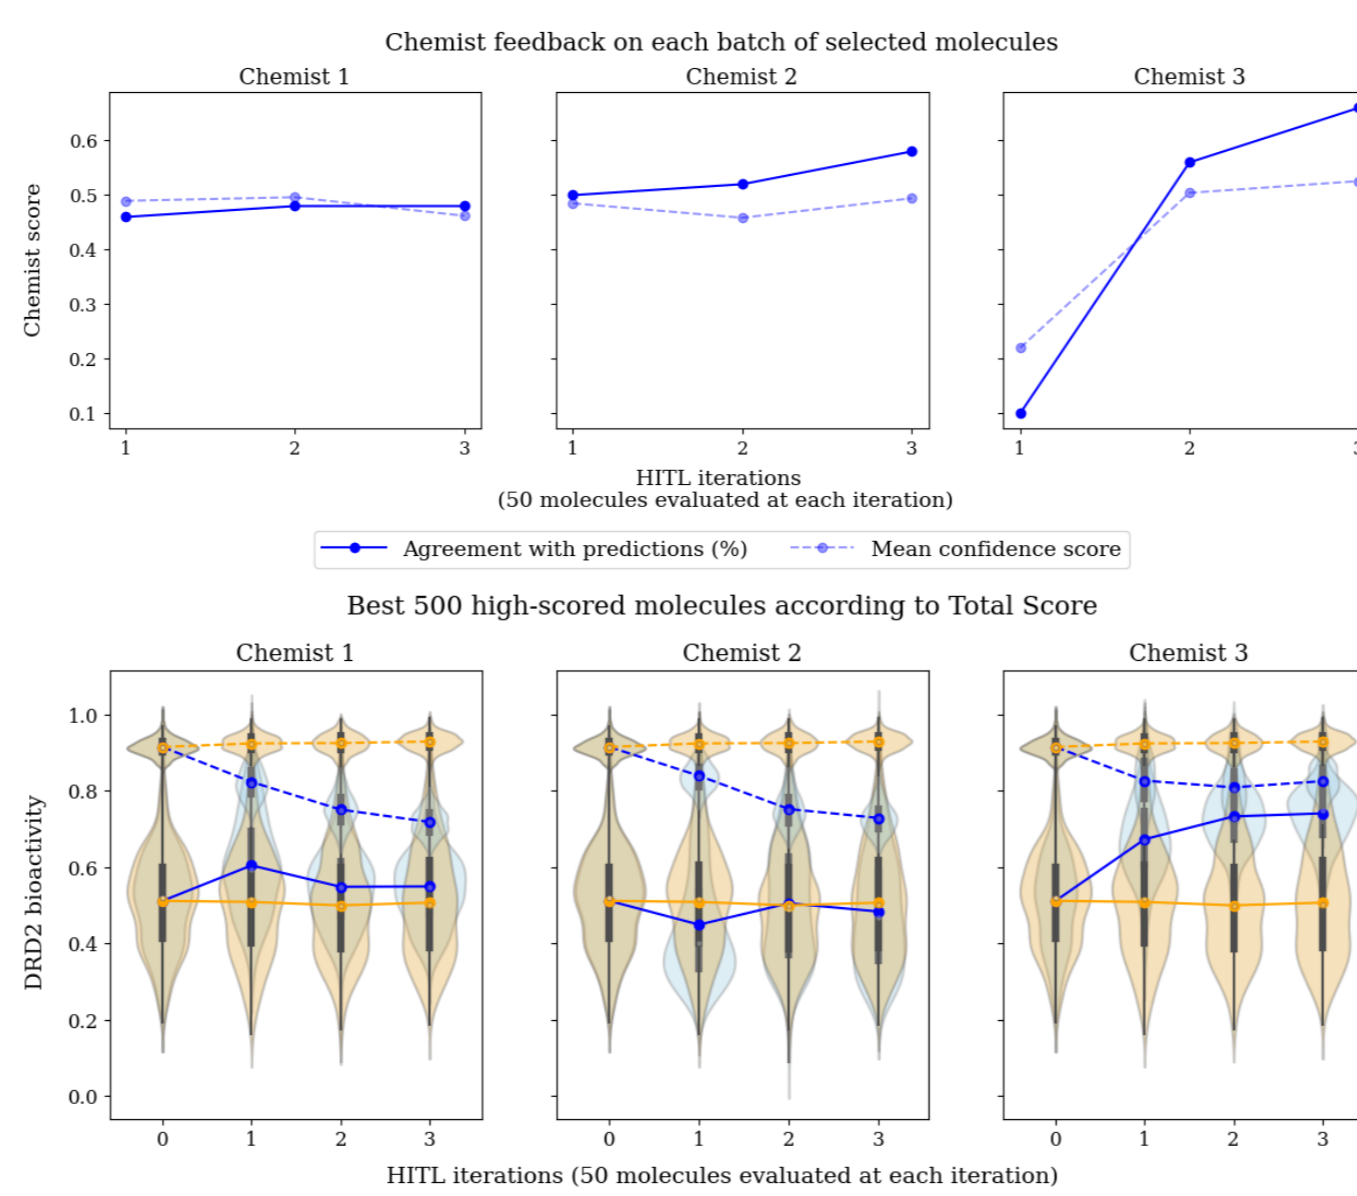 Chemist feedback on each batch of selected molecules
Chemist 1 Chemist 2 Chemist 3
Chemist score
0.6
0.5
0.4
0.3
0.2
0.1
1 2 3 1 2 3 1 2 3
HITL iterations
(50 molecules evaluated at each iteration)
Agreement with predictions (%) Mean confidence score
Best 500 high-scored molecules according to Total Score
Chemist 1 Chemist 2 Chemist 3
DRD2 bioactivity
1.0
0.8
0.6
0.4
0.2
0.0
0 1 2 3 0 1 2 3 0 1 2 3
HITL iterations (50 molecules evaluated at each iteration)